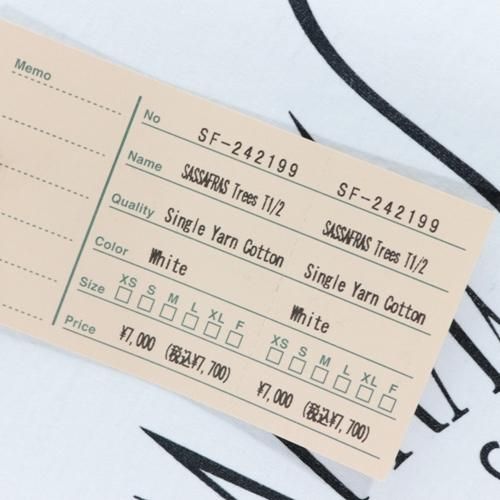 Memo
No SF-242199 SF-242199
Name SASSAFRAS Trees T1/2 SASSAFRAS Trees T1/2
Quality Single Yarn Cotton Single Yarn Cotton
Color White White
Size XS S M L XL F XS S M L XL F
Price ¥7,000 (税込¥7,700) ¥7,000 (税込¥7,700)